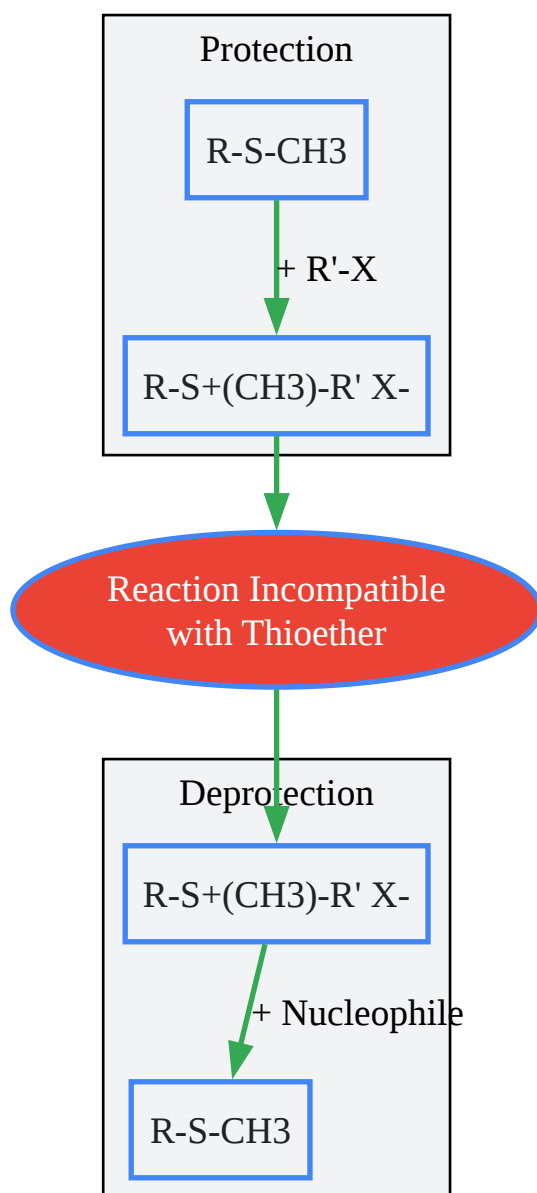 Protection
R-S-CH3
+ R'-X
R-S+(CH3)-R' X-
Reaction Incompatible
with Thioether
Deprotection
R-S+(CH3)-R' X-
+ Nucleophile
R-S-CH3